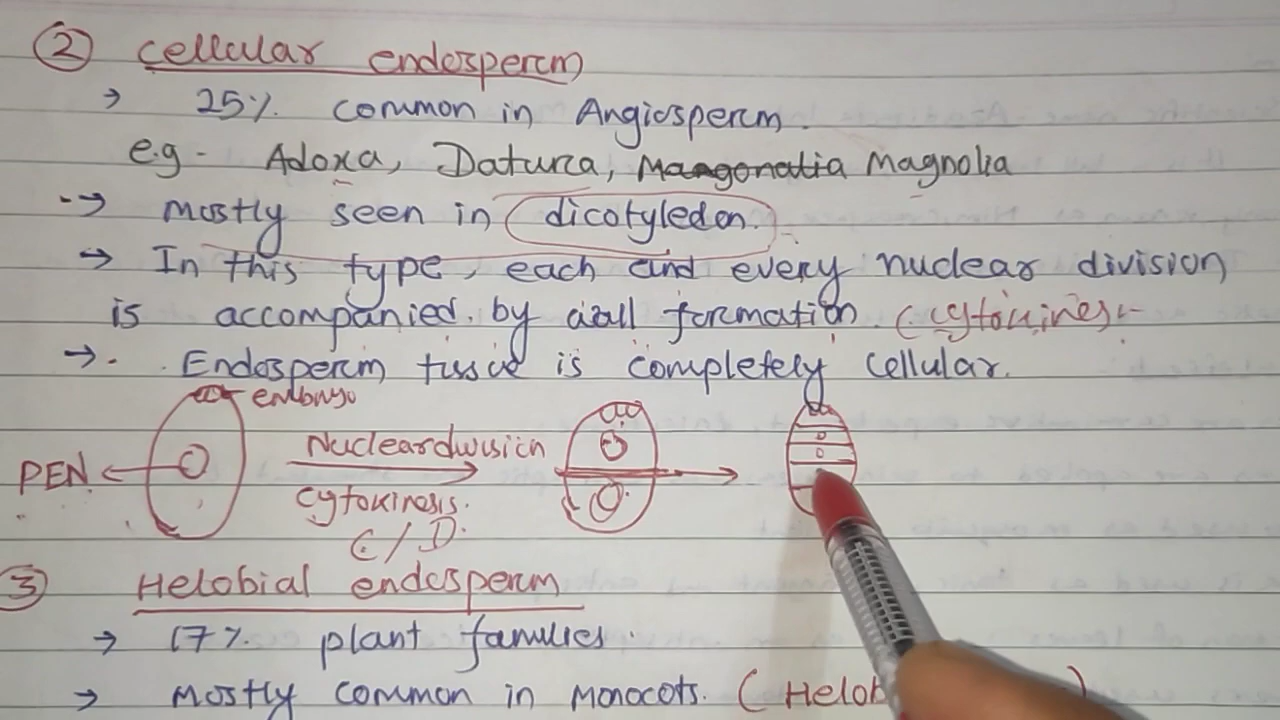 ② Cellular endosperm
→ 25% common in Angiosperm.
e.g - Adoxa, Datura, Magnolia
→ mostly seen in dicotyledon.
→ In this type, each and every nuclear division
is accompanied by wall formation (cytokinesis-
→ Endosperm tissue is completely cellular.
embryo
PEN
Nuclear division
cytokinesis.
C/D.
③ Helobial endosperm
→ 17% plant families.
→ Mostly common in monocots. (Helob